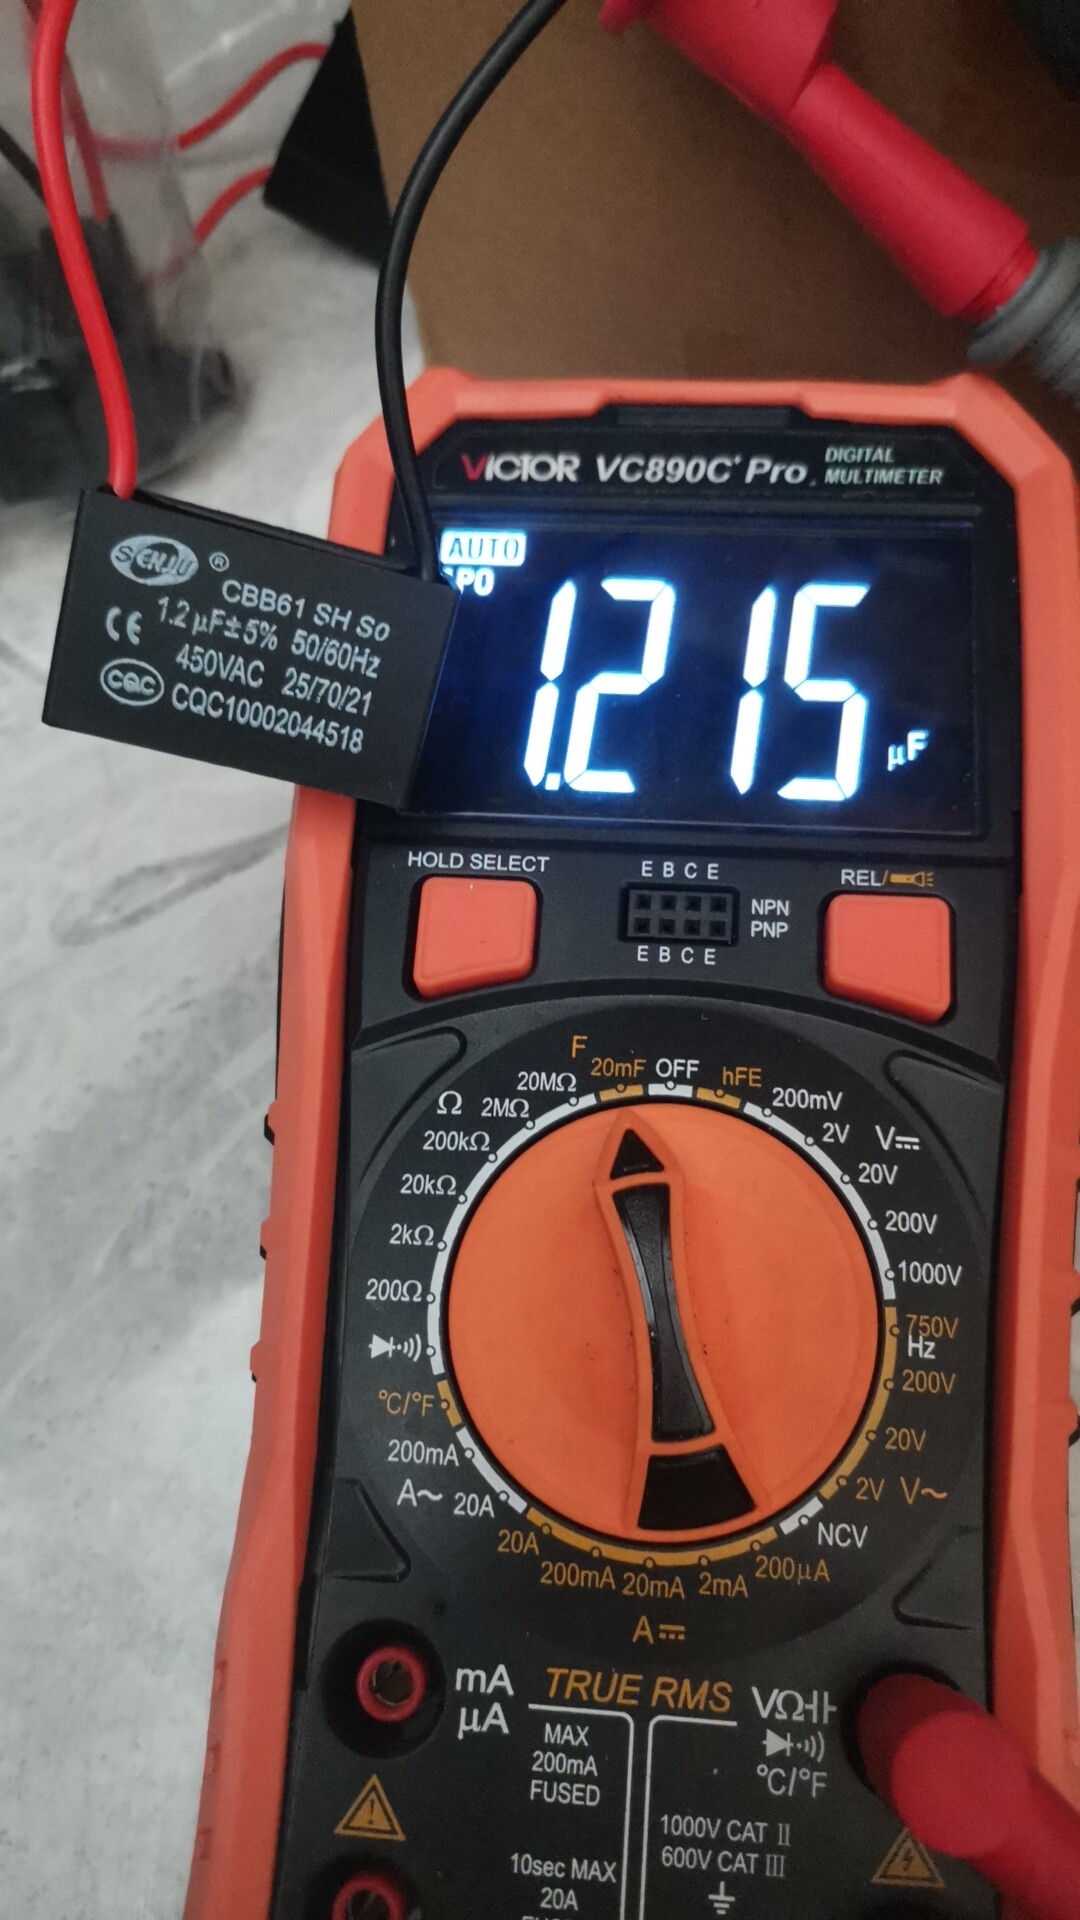 VICTOR VC890C+ Pro. DIGITAL
MULTIMETER
AUTO
1.215
µF
SENJU ®
CBB61 SH So
CE 1.2 µF±5% 50/60Hz
450VAC 25/70/21
CQC CQC10002044518
HOLD SELECT
E B C E
NPN
PNP
E B C E
REL/
F
20mF
OFF
hFE
200mV
2V
V
20V
200V
1000V
750V
Hz
200V
20V
2V V~
NCV
200µA
2mA
20mA
200mA
20A
A
20A
A~
200mA
°C/°F
200Ω
2kΩ
20kΩ
200kΩ
2MΩ
Ω
20MΩ
mA
µA
TRUE RMS
MAX
200mA
FUSED
VΩ
°C/°F
1000V CAT II
600V CAT III
10sec MAX
20A